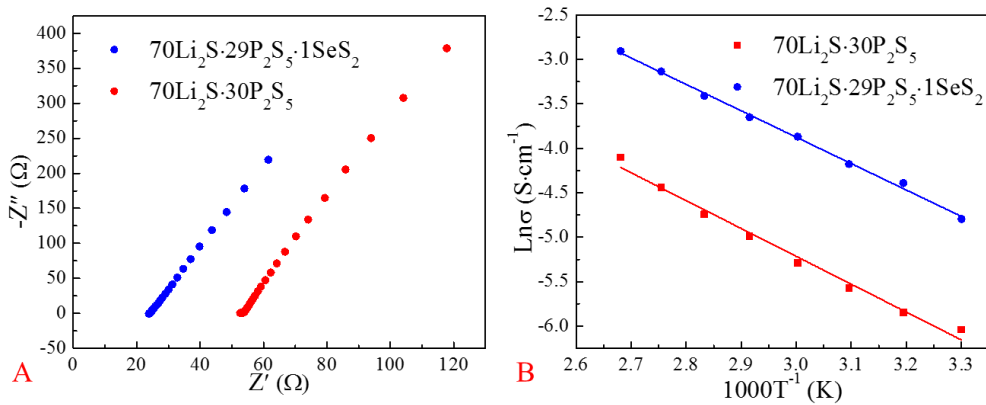 400
350
300
250
200
150
100
50
0
-50
-Z″ (Ω)
70Li₂S·29P₂S₅·1SeS₂
70Li₂S·30P₂S₅
0 20 40 60 80 100 120
Z′ (Ω)
A
-2.5
-3.0
-3.5
-4.0
-4.5
-5.0
-5.5
-6.0
Lnσ (S·cm⁻¹)
70Li₂S·30P₂S₅
70Li₂S·29P₂S₅·1SeS₂
2.6 2.7 2.8 2.9 3.0 3.1 3.2 3.3
1000T⁻¹ (K)
B